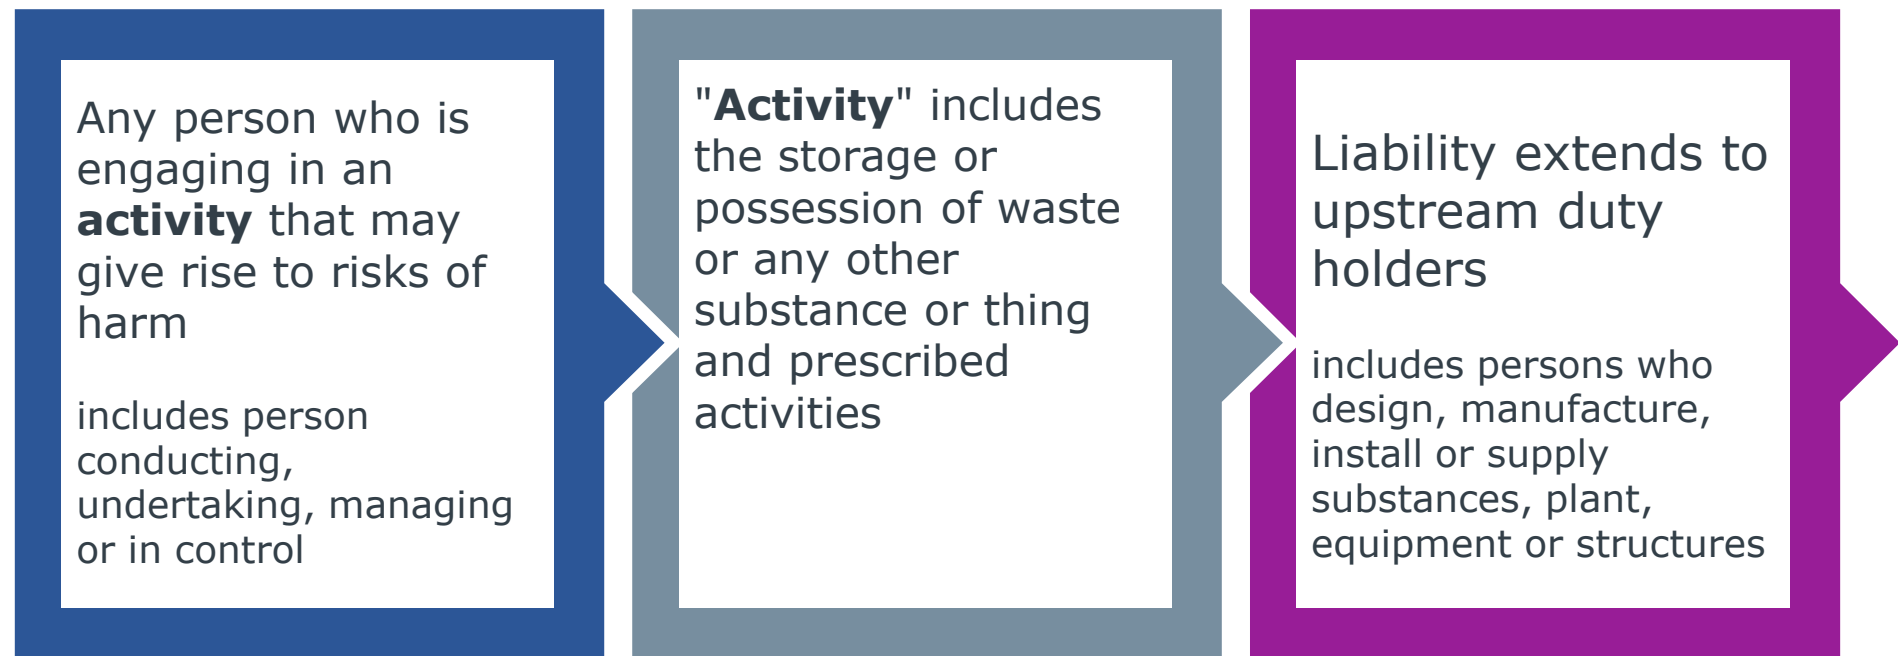 Any person who is
engaging in an
activity that may
give rise to risks of
harm
includes person
conducting,
undertaking, managing
or in control
"Activity" includes
the storage or
possession of waste
or any other
substance or thing
and prescribed
activities
Liability extends to
upstream duty
holders
includes persons who
design, manufacture,
install or supply
substances, plant,
equipment or structures